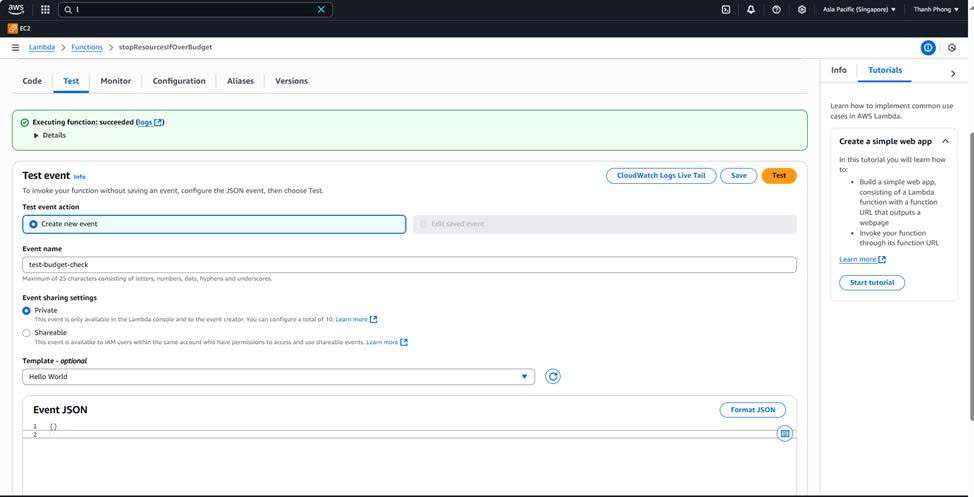 aws
l
Asia Pacific (Singapore)
Thanh Phong
EC2
Lambda > Functions > stopResourcesIfOverBudget
Code
Test
Monitor
Configuration
Aliases
Versions
Executing function: succeeded (logs)
Details
Test event Info
CloudWatch Logs Live Tail
Save
Test
To invoke your function without saving an event, configure the JSON event, then choose Test.
Test event action
Create new event
Edit saved event
Event name
test-budget-check
Maximum of 25 characters consisting of letters, numbers, dots, hyphens and underscores.
Event sharing settings
Private
This event is only available in the Lambda console and to the event creator. You can configure a total of 10. Learn more
Shareable
This event is available to IAM users within the same account who have permissions to access and use shareable events. Learn more
Template - optional
Hello World
Event JSON
Format JSON
1 {}
2
Info
Tutorials
Learn how to implement common use
cases in AWS Lambda.
Create a simple web app
In this tutorial you will learn how
to:
• Build a simple web app,
consisting of a Lambda
function with a function
URL that outputs a
webpage
• Invoke your function
through its function URL
Learn more
Start tutorial